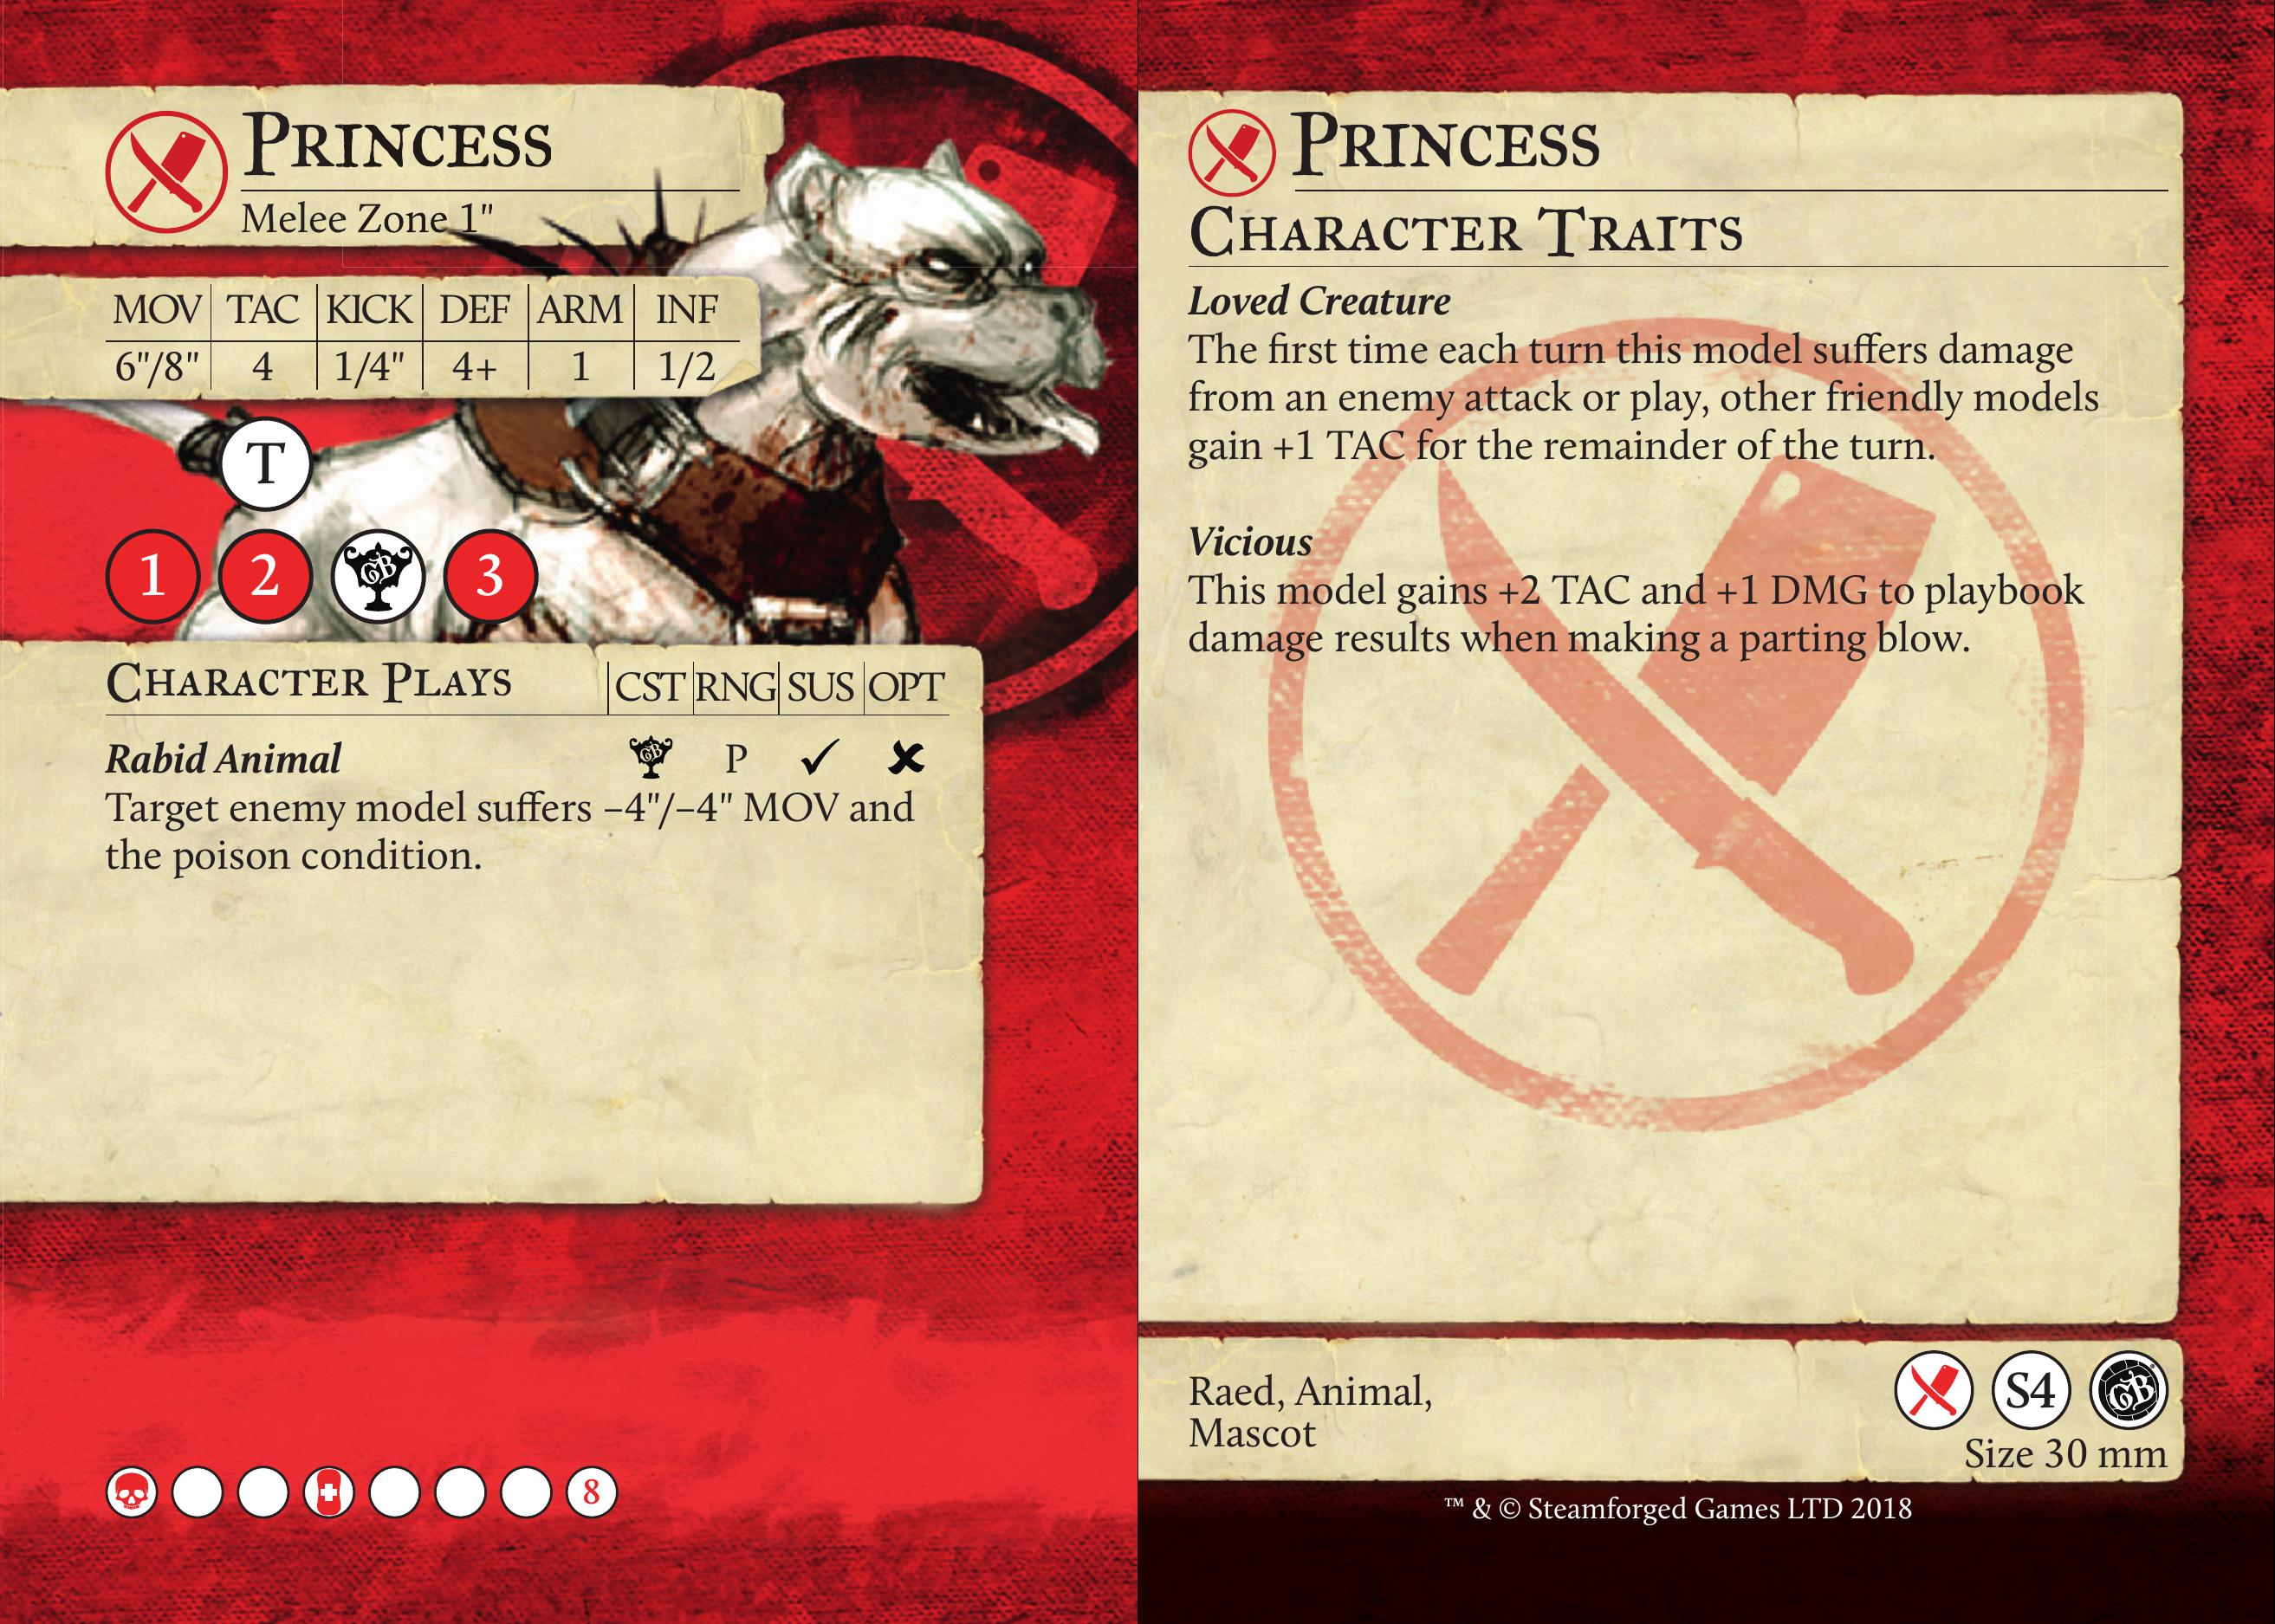 PRINCESS
Melee Zone 1"
MOV TAC KICK DEF ARM INF
6"/8" 4 1/4" 4+ 1 1/2
T
1 2 GB 3
CHARACTER PLAYS CST RNG SUS OPT
Rabid Animal GB P ✓ ✘
Target enemy model suffers –4"/–4" MOV and
the poison condition.
8
PRINCESS
CHARACTER TRAITS
Loved Creature
The first time each turn this model suffers damage
from an enemy attack or play, other friendly models
gain +1 TAC for the remainder of the turn.
Vicious
This model gains +2 TAC and +1 DMG to playbook
damage results when making a parting blow.
Raed, Animal,
Mascot
S4 GB
Size 30 mm
™ & © Steamforged Games LTD 2018